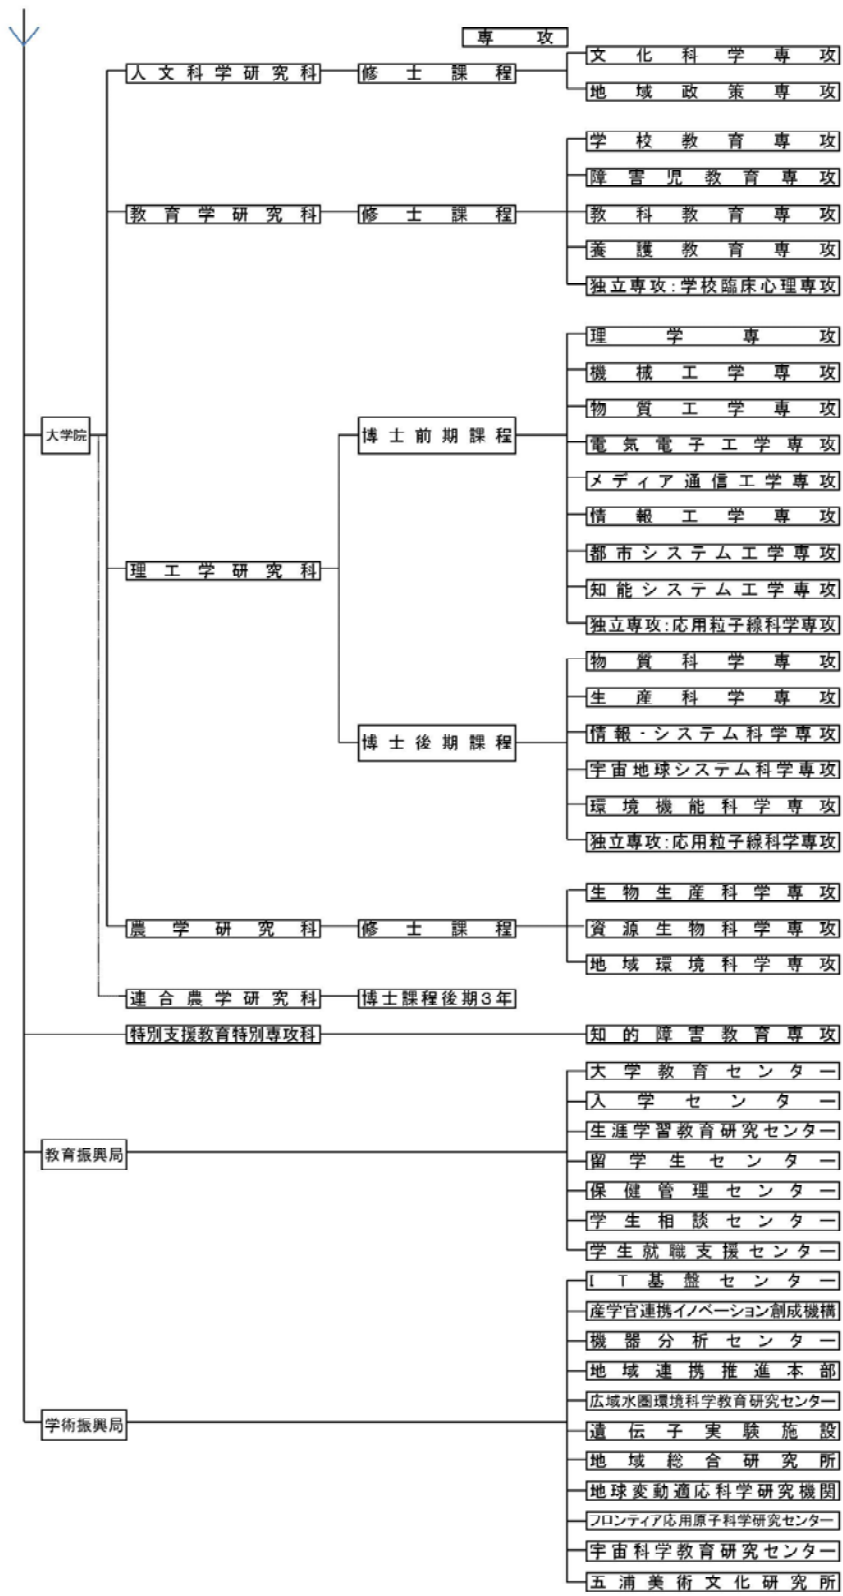 専攻
人文科学研究科
修士課程
文化科学専攻
地域政策専攻
教育学研究科
修士課程
学校教育専攻
障害児教育専攻
教科教育専攻
養護教育専攻
独立専攻:学校臨床心理専攻
大学院
理工学研究科
博士前期課程
理学専攻
機械工学専攻
物質工学専攻
電気電子工学専攻
メディア通信工学専攻
情報工学専攻
都市システム工学専攻
知能システム工学専攻
独立専攻:応用粒子線科学専攻
博士後期課程
物質科学専攻
生産科学専攻
情報・システム科学専攻
宇宙地球システム科学専攻
環境機能科学専攻
独立専攻:応用粒子線科学専攻
農学研究科
修士課程
生物生産科学専攻
資源生物科学専攻
地域環境科学専攻
連合農学研究科
博士課程後期3年
特別支援教育特別専攻科
知的障害教育専攻
教育振興局
大学教育センター
入学センター
生涯学習教育研究センター
留学生センター
保健管理センター
学生相談センター
学生就職支援センター
学術振興局
IT基盤センター
産学官連携イノベーション創成機構
機器分析センター
地域連携推進本部
広域水圏環境科学教育研究センター
遺伝子実験施設
地域総合研究所
地球変動適応科学研究機関
フロンティア応用原子科学研究センター
宇宙科学教育研究センター
五浦美術文化研究所